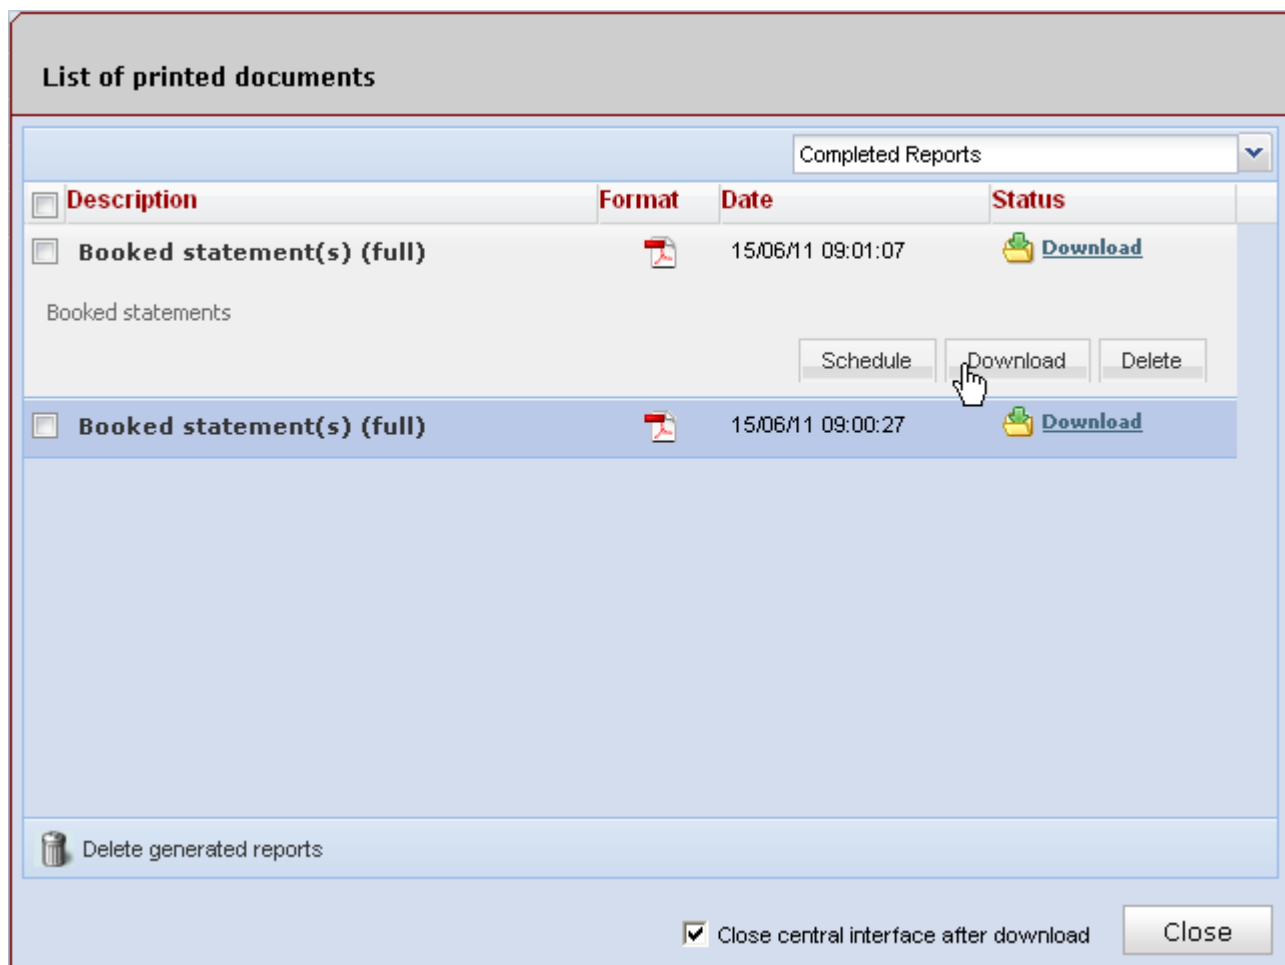 List of printed documents
Completed Reports
Description Format Date Status
Booked statement(s) (full) 15/06/11 09:01:07 Download
Booked statements
Schedule Download Delete
Booked statement(s) (full) 15/06/11 09:00:27 Download
Delete generated reports
Close central interface after download Close